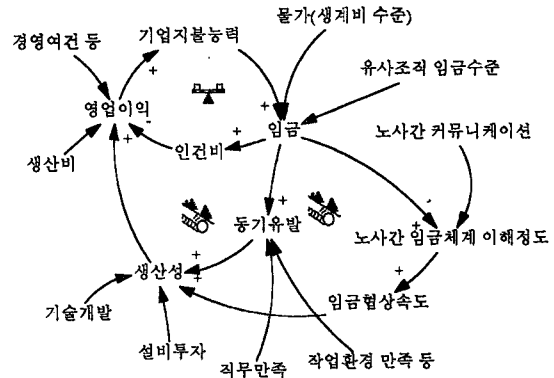 물가(생계비 수준)
경영여건 등
기업지불능력
유사조직 임금수준
+
영업이익
-
+
+
+
임금
노사간 커뮤니케이션
인건비
생산비
-
+
+
동기유발
노사간 임금체계 이해정도
+
+
+
생산성
임금협상속도
기술개발
설비투자
직무만족
작업환경 만족 등